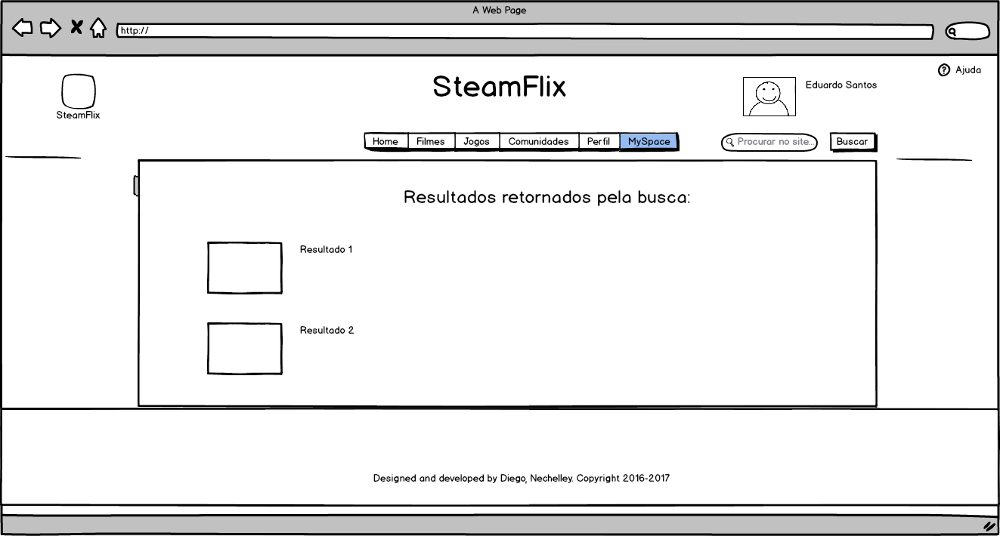 A Web Page
http://
Ajuda
SteamFlix
Eduardo Santos
SteamFlix
Home Filmes Jogos Comunidades Perfil MySpace
Procurar no site... Buscar
Resultados retornados pela busca:
Resultado 1
Resultado 2
Designed and developed by Diego, Nechelley. Copyright 2016-2017